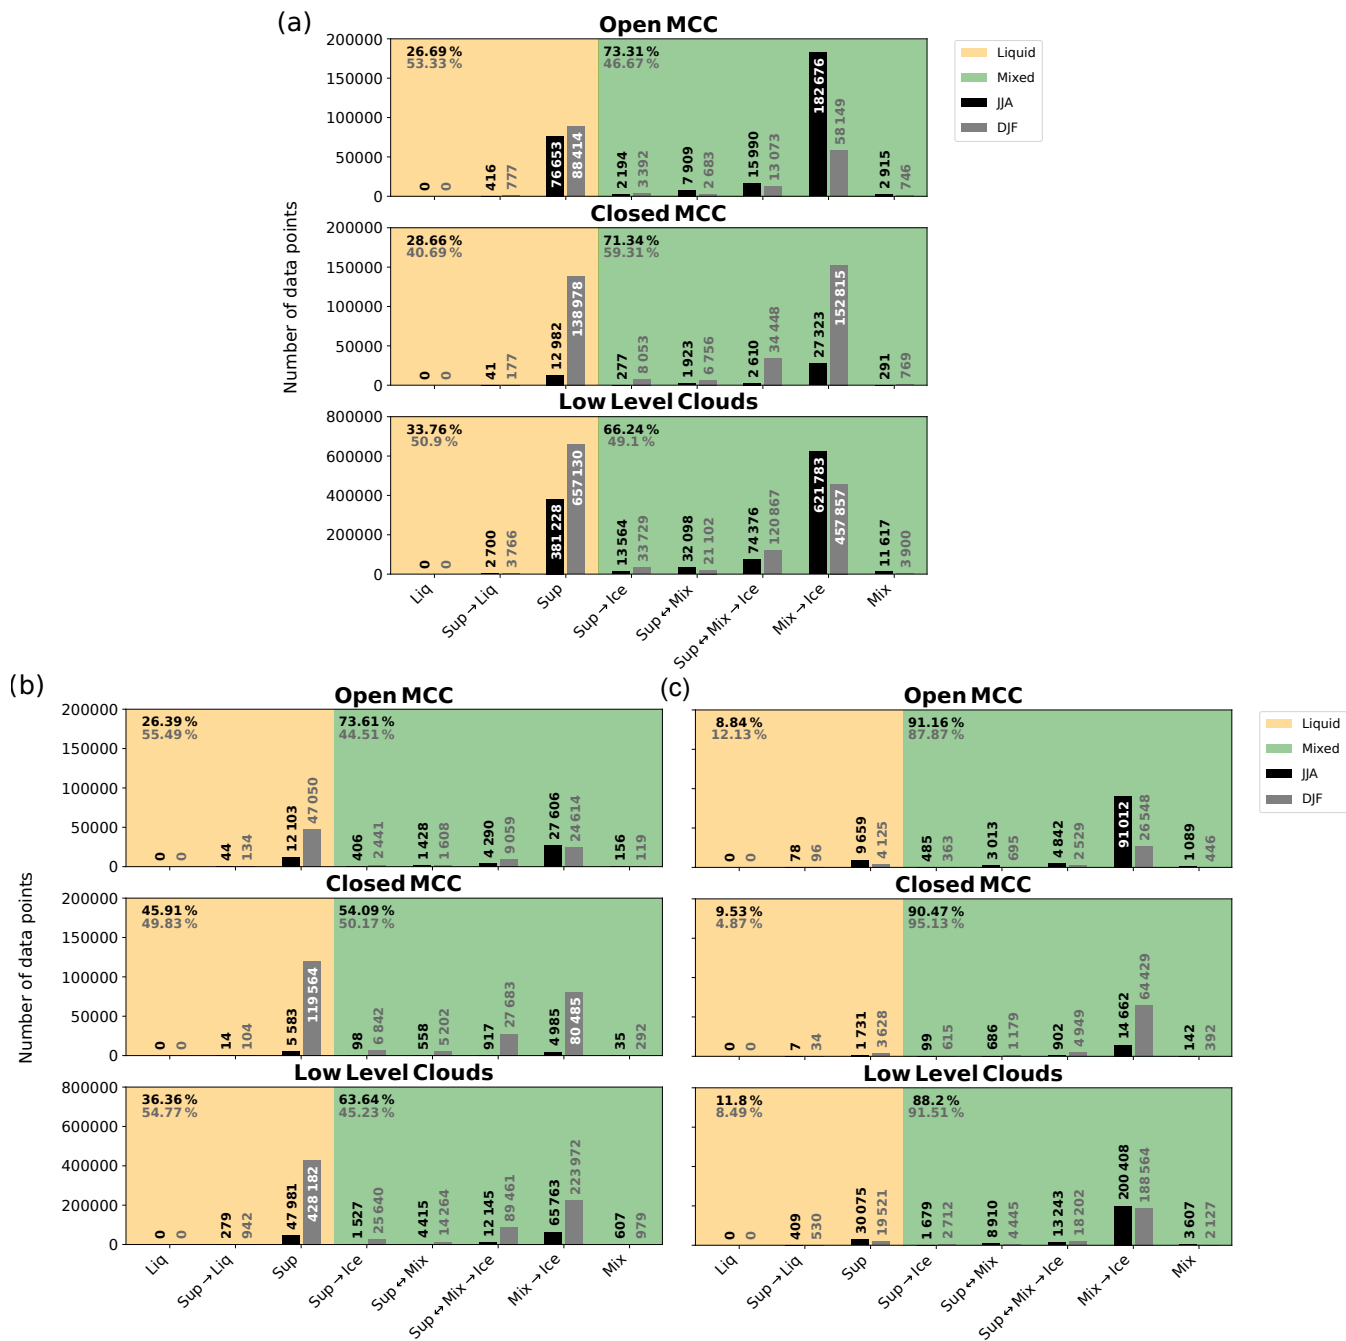 (a)
Open MCC
200000
150000
100000
50000
0
26.69 %
53.33 %
73.31 %
46.67 %
0 0 416 777 76 653 88 414 2 194 3 392 7 909 2 683 15 990 13 073 182 676 58 149 2 915 746
Liquid
Mixed
JJA
DJF
Closed MCC
200000
150000
100000
50000
0
28.66 %
40.69 %
71.34 %
59.31 %
0 0 41 177 12 982 138 978 277 8 053 1 923 6 756 2 610 34 448 27 323 152 815 291 769
Number of data points
Low Level Clouds
800000
600000
400000
200000
0
33.76 %
50.9 %
66.24 %
49.1 %
0 0 2 700 3 766 381 228 657 130 13 564 33 729 32 098 21 102 74 376 120 867 621 783 457 857 11 617 3 900
Liq
Sup → Liq
Sup
Sup → Ice
Sup ↔ Mix
Sup ↔ Mix → Ice
Mix → Ice
Mix
(b)
Open MCC
200000
150000
100000
50000
0
26.39 %
55.49 %
73.61 %
44.51 %
0 0 44 134 12 103 47 050 406 2 441 1 428 1 608 4 290 9 059 27 606 24 614 156 119
Closed MCC
200000
150000
100000
50000
0
45.91 %
49.83 %
54.09 %
50.17 %
0 0 14 104 5 583 119 564 98 6 842 558 5 202 917 27 683 4 985 80 485 35 292
Number of data points
Low Level Clouds
800000
600000
400000
200000
0
36.36 %
54.77 %
63.64 %
45.23 %
0 0 279 942 47 981 428 182 1 527 25 640 4 415 14 264 12 145 89 461 65 763 223 972 607 979
Liq
Sup → Liq
Sup
Sup → Ice
Sup ↔ Mix
Sup ↔ Mix → Ice
Mix → Ice
Mix
(c)
Open MCC
8.84 %
12.13 %
91.16 %
87.87 %
0 0 78 96 9 659 4 125 485 363 3 013 695 4 842 2 529 91 012 26 548 1 089 446
Liquid
Mixed
JJA
DJF
Closed MCC
9.53 %
4.87 %
90.47 %
95.13 %
0 0 7 34 1 731 3 628 99 615 686 1 179 902 4 949 14 662 64 429 142 392
Low Level Clouds
11.8 %
8.49 %
88.2 %
91.51 %
0 0 409 530 30 075 19 521 1 679 2 712 8 910 4 445 13 243 18 202 200 408 188 564 3 607 2 127
Liq
Sup → Liq
Sup
Sup → Ice
Sup ↔ Mix
Sup ↔ Mix → Ice
Mix → Ice
Mix